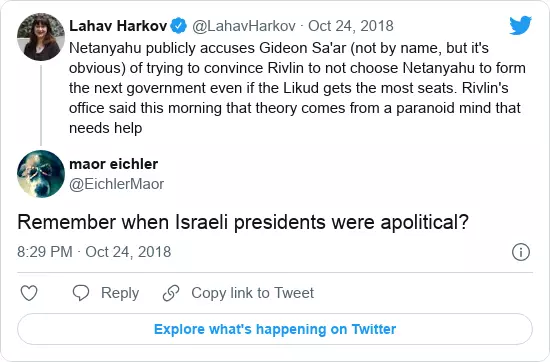 Lahav Harkov @LahavHarkov · Oct 24, 2018
Netanyahu publicly accuses Gideon Sa'ar (not by name, but it's
obvious) of trying to convince Rivlin to not choose Netanyahu to form
the next government even if the Likud gets the most seats. Rivlin's
office said this morning that theory comes from a paranoid mind that
needs help
maor eichler
@EichlerMaor
Remember when Israeli presidents were apolitical?
8:29 PM · Oct 24, 2018
Reply Copy link to Tweet
Explore what's happening on Twitter